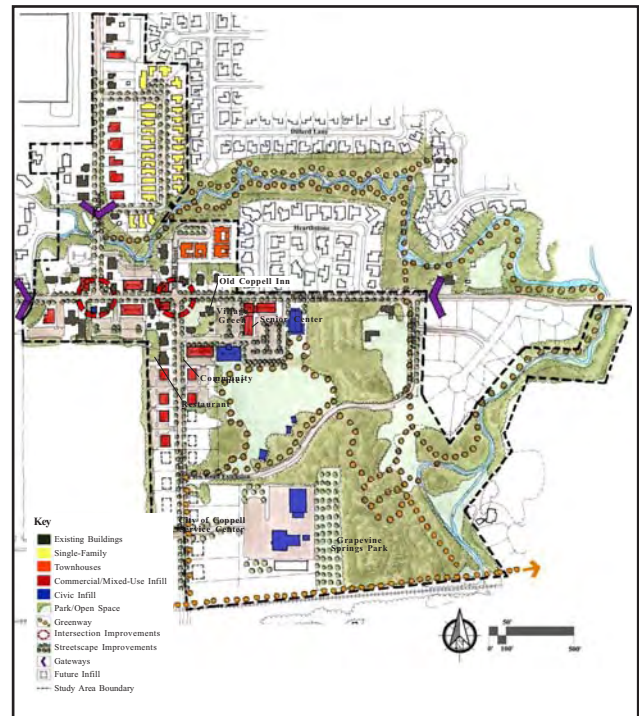 Dillard Lane
Hearthstone
Old Coppell Inn
Village
Green
Senior Center
Community
Center
Restaurant
City of Coppell
Service Center
Grapevine
Springs Park
Key
Existing Buildings
Single-Family
Townhouses
Commercial/Mixed-Use Infill
Civic Infill
Park/Open Space
Greenway
Intersection Improvements
Streetscape Improvements
Gateways
Future Infill
Study Area Boundary
50'
0' 100' 500'